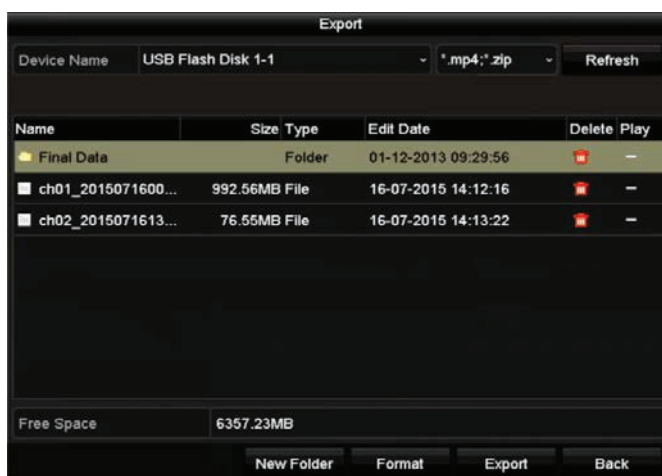 Export
Device Name USB Flash Disk 1-1 *.mp4;*.zip Refresh
Name Size Type Edit Date Delete Play
Final Data Folder 01-12-2013 09:29:56
ch01_2015071600... 992.56MB File 16-07-2015 14:12:16
ch02_2015071613... 76.55MB File 16-07-2015 14:13:22
Free Space 6357.23MB
New Folder Format Export Back